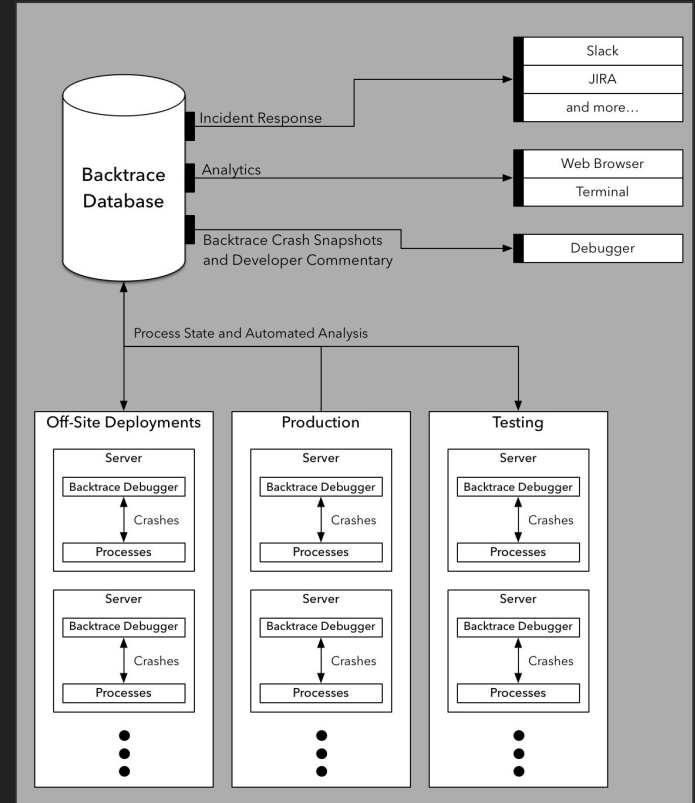 Slack
JIRA
and more...
Incident Response
Backtrace
Database
Analytics
Web Browser
Terminal
Backtrace Crash Snapshots
and Developer Commentary
Debugger
Process State and Automated Analysis
Off-Site Deployments
Server
Backtrace Debugger
Crashes
Processes
Server
Backtrace Debugger
Crashes
Processes
Production
Server
Backtrace Debugger
Crashes
Processes
Server
Backtrace Debugger
Crashes
Processes
Testing
Server
Backtrace Debugger
Crashes
Processes
Server
Backtrace Debugger
Crashes
Processes